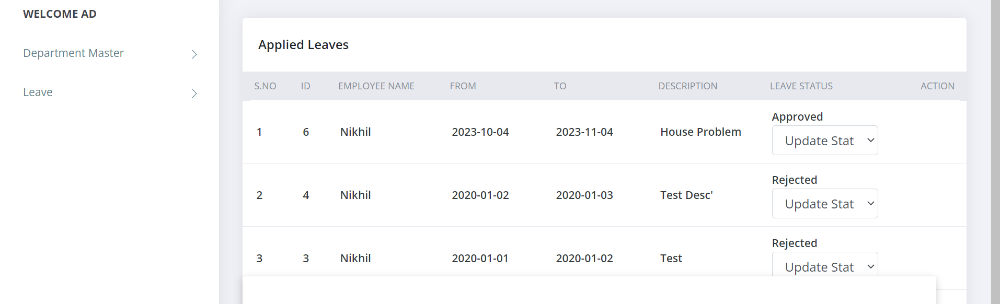 WELCOME AD
Department Master
Leave
Applied Leaves
S.NO ID EMPLOYEE NAME FROM TO DESCRIPTION LEAVE STATUS ACTION
1 6 Nikhil 2023-10-04 2023-11-04 House Problem Approved
Update Stat
2 4 Nikhil 2020-01-02 2020-01-03 Test Desc' Rejected
Update Stat
3 3 Nikhil 2020-01-01 2020-01-02 Test Rejected
Update Stat